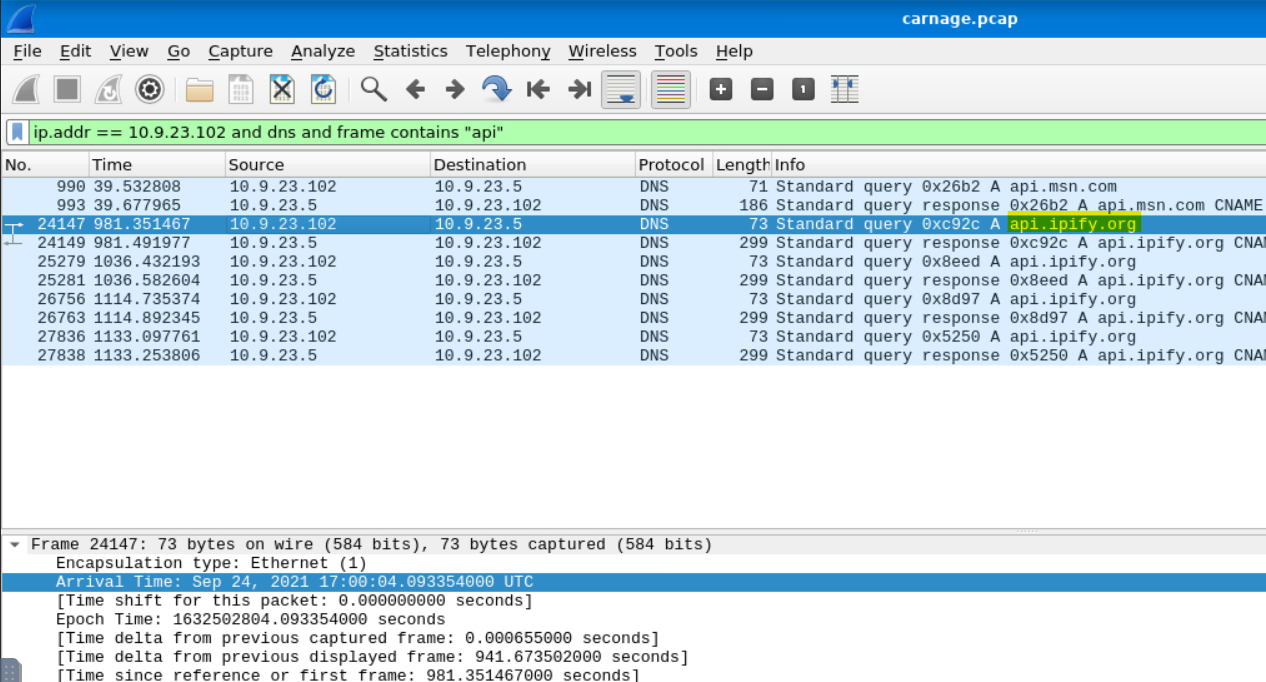 carnage.pcap
File Edit View Go Capture Analyze Statistics Telephony Wireless Tools Help
1
ip.addr == 10.9.23.102 and dns and frame contains "api"
No. Time Source Destination Protocol Length Info
990 39.532808 10.9.23.102 10.9.23.5 DNS 71 Standard query 0x26b2 A api.msn.com
993 39.677965 10.9.23.5 10.9.23.102 DNS 186 Standard query response 0x26b2 A api.msn.com CNAME
24147 981.351467 10.9.23.102 10.9.23.5 DNS 73 Standard query 0xc92c A api.ipify.org
24149 981.491977 10.9.23.5 10.9.23.102 DNS 299 Standard query response 0xc92c A api.ipify.org CNA
25279 1036.432193 10.9.23.102 10.9.23.5 DNS 73 Standard query 0x8eed A api.ipify.org
25281 1036.582604 10.9.23.5 10.9.23.102 DNS 299 Standard query response 0x8eed A api.ipify.org CNA
26756 1114.735374 10.9.23.102 10.9.23.5 DNS 73 Standard query 0x8d97 A api.ipify.org
26763 1114.892345 10.9.23.5 10.9.23.102 DNS 299 Standard query response 0x8d97 A api.ipify.org CNA
27836 1133.097761 10.9.23.102 10.9.23.5 DNS 73 Standard query 0x5250 A api.ipify.org
27838 1133.253806 10.9.23.5 10.9.23.102 DNS 299 Standard query response 0x5250 A api.ipify.org CNA
Frame 24147: 73 bytes on wire (584 bits), 73 bytes captured (584 bits)
Encapsulation type: Ethernet (1)
Arrival Time: Sep 24, 2021 17:00:04.093354000 UTC
[Time shift for this packet: 0.000000000 seconds]
Epoch Time: 1632502804.093354000 seconds
[Time delta from previous captured frame: 0.000655000 seconds]
[Time delta from previous displayed frame: 941.673502000 seconds]
[Time since reference or first frame: 981.351467000 seconds]